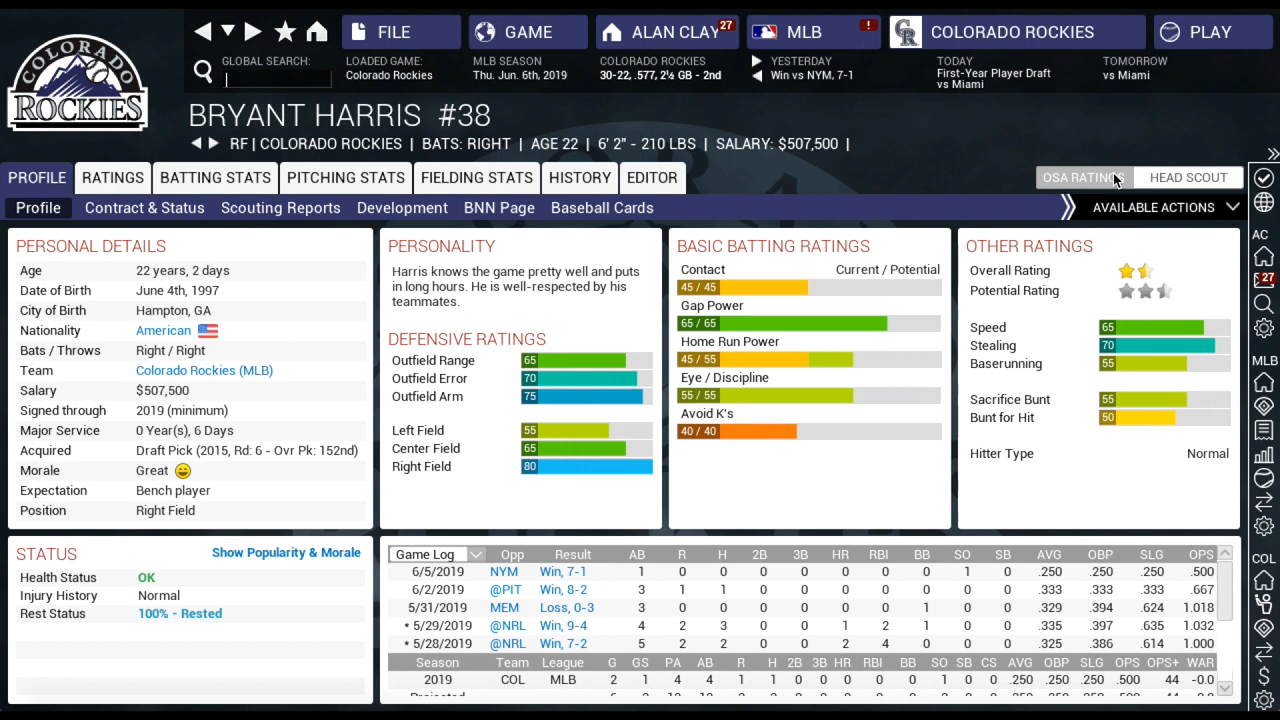 COLORADO
ROCKIES
FILE
GAME
ALAN CLAY
27
MLB
!
CR
COLORADO ROCKIES
PLAY
GLOBAL SEARCH:
LOADED GAME:
Colorado Rockies
MLB SEASON
Thu. Jun. 6th, 2019
COLORADO ROCKIES
30-22, .577, 2½ GB - 2nd
YESTERDAY
Win vs NYM, 7-1
TODAY
First-Year Player Draft
vs Miami
TOMORROW
vs Miami
BRYANT HARRIS #38
RF | COLORADO ROCKIES | BATS: RIGHT | AGE 22 | 6' 2" - 210 LBS | SALARY: $507,500 |
PROFILE RATINGS BATTING STATS PITCHING STATS FIELDING STATS HISTORY EDITOR
OSA RATINGS HEAD SCOUT
Profile Contract & Status Scouting Reports Development BNN Page Baseball Cards
AVAILABLE ACTIONS
PERSONAL DETAILS
Age 22 years, 2 days
Date of Birth June 4th, 1997
City of Birth Hampton, GA
Nationality American
Bats / Throws Right / Right
Team Colorado Rockies (MLB)
Salary $507,500
Signed through 2019 (minimum)
Major Service 0 Year(s), 6 Days
Acquired Draft Pick (2015, Rd: 6 - Ovr Pk: 152nd)
Morale Great
Expectation Bench player
Position Right Field
PERSONALITY
Harris knows the game pretty well and puts
in long hours. He is well-respected by his
teammates.
DEFENSIVE RATINGS
Outfield Range 65
Outfield Error 70
Outfield Arm 75
Left Field 55
Center Field 65
Right Field 80
BASIC BATTING RATINGS
Contact Current / Potential
45 / 45
Gap Power
65 / 65
Home Run Power
45 / 55
Eye / Discipline
55 / 55
Avoid K's
40 / 40
OTHER RATINGS
Overall Rating
Potential Rating
Speed 65
Stealing 70
Baserunning 55
Sacrifice Bunt 55
Bunt for Hit 50
Hitter Type Normal
AC
27
MLB
COL
STATUS
Show Popularity & Morale
Health Status OK
Injury History Normal
Rest Status 100% - Rested
Game Log Opp Result AB R H 2B 3B HR RBI BB SO SB AVG OBP SLG OPS
6/5/2019 NYM Win, 7-1 1 0 0 0 0 0 0 0 1 0 .250 .250 .250 .500
6/2/2019 @PIT Win, 8-2 3 1 1 0 0 0 0 0 0 0 .333 .333 .333 .667
5/31/2019 MEM Loss, 0-3 3 0 0 0 0 0 0 1 0 0 .329 .394 .624 1.018
* 5/29/2019 @NRL Win, 9-4 4 2 3 0 0 1 2 1 0 0 .335 .397 .635 1.032
* 5/28/2019 @NRL Win, 7-2 5 2 2 0 0 2 4 0 0 0 .325 .386 .614 1.000
Season Team League G GS PA AB R H 2B 3B HR RBI BB SO SB CS AVG OBP SLG OPS OPS+ WAR
2019 COL MLB 2 1 4 4 1 1 0 0 0 0 0 1 0 0 .250 .250 .250 .500 44 -0.0